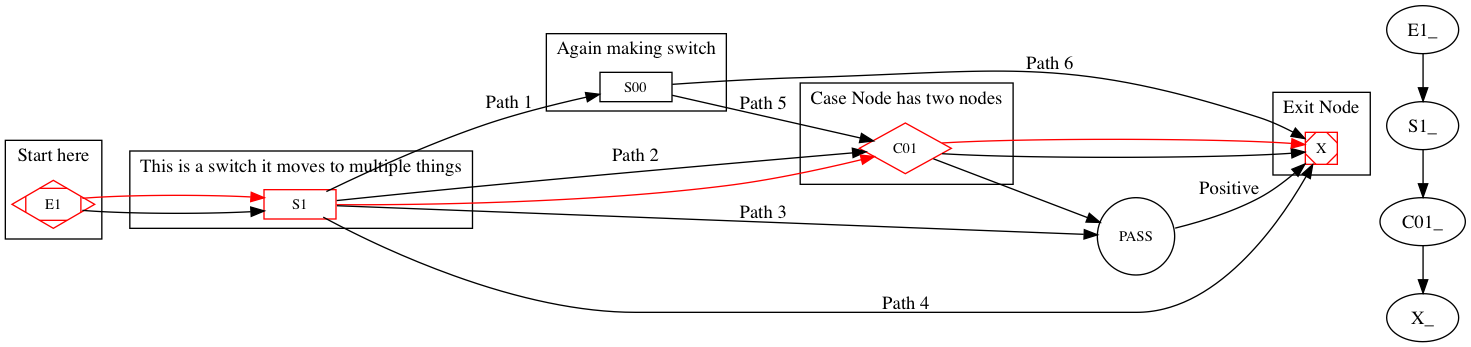 Start here
E1
This is a switch it moves to multiple things
S1
Path 1
Path 2
Path 3
Path 4
Again making switch
S00
Path 5
Path 6
Case Node has two nodes
C01
PASS
Positive
Exit Node
X
E1_
S1_
C01_
X_